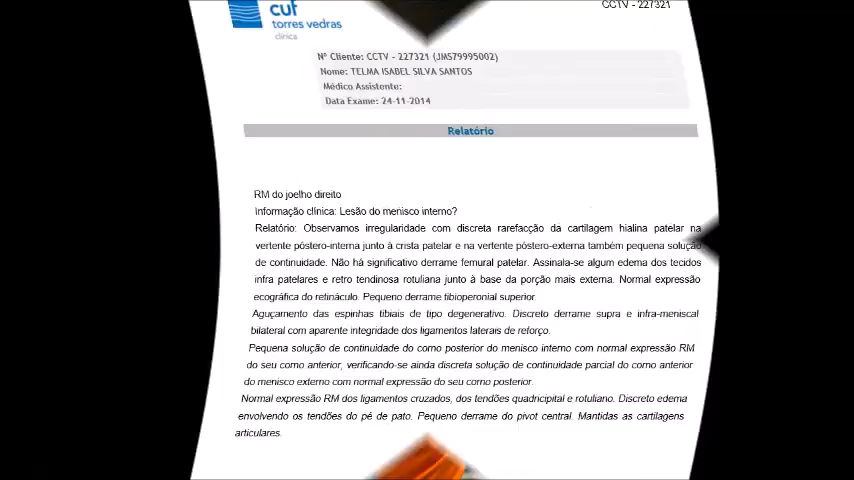 CCTV - 227321
cuf
torres vedras
clínica
Nº Cliente: CCTV - 227321 (JMS79995002)
Nome: TELMA ISABEL SILVA SANTOS
Médico Assistente:
Data Exame: 24-11-2014
Relatório
RM do joelho direito
Informação clínica: Lesão do menisco interno?
Relatório: Observamos irregularidade com discreta rarefacção da cartilagem hialina patelar na
vertente póstero-interna junto à crista patelar e na vertente póstero-externa também pequena solução
de continuidade. Não há significativo derrame femural patelar. Assinala-se algum edema dos tecidos
infra patelares e retro tendinosa rotuliana junto à base da porção mais externa. Normal expressão
ecográfica do retináculo. Pequeno derrame tibioperonial superior.
Aguçamento das espinhas tibiais de tipo degenerativo. Discreto derrame supra e infra-meniscal
bilateral com aparente integridade dos ligamentos laterais de reforço.
Pequena solução de continuidade do corno posterior do menisco interno com normal expressão RM
do seu corno anterior, verificando-se ainda discreta solução de continuidade parcial do corno anterior
do menisco externo com normal expressão do seu corno posterior.
Normal expressão RM dos ligamentos cruzados, dos tendões quadricipital e rotuliano. Discreto edema
envolvendo os tendões do pé de pato. Pequeno derrame do pivot central. Mantidas as cartilagens
articulares.